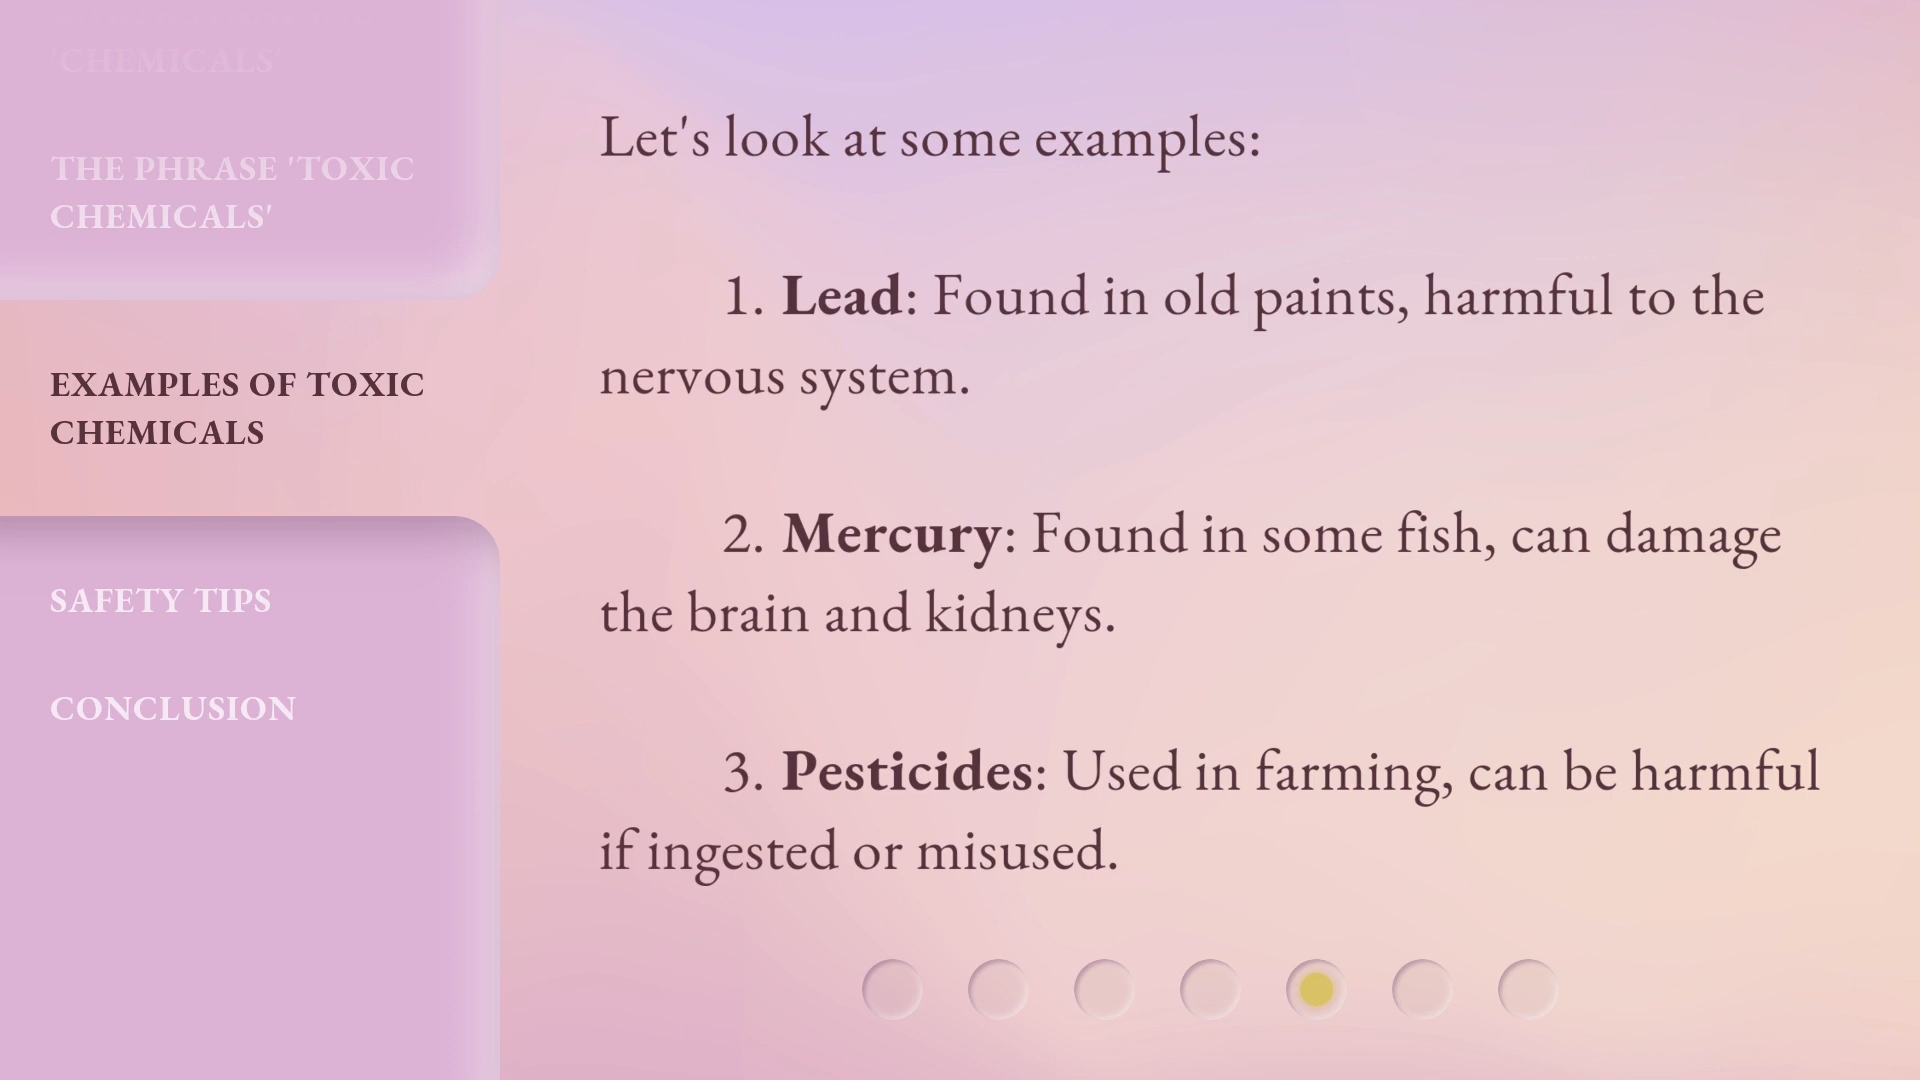 'CHEMICALS'
THE PHRASE 'TOXIC
CHEMICALS'
EXAMPLES OF TOXIC
CHEMICALS
SAFETY TIPS
CONCLUSION
Let's look at some examples:
1. Lead: Found in old paints, harmful to the
nervous system.
2. Mercury: Found in some fish, can damage
the brain and kidneys.
3. Pesticides: Used in farming, can be harmful
if ingested or misused.